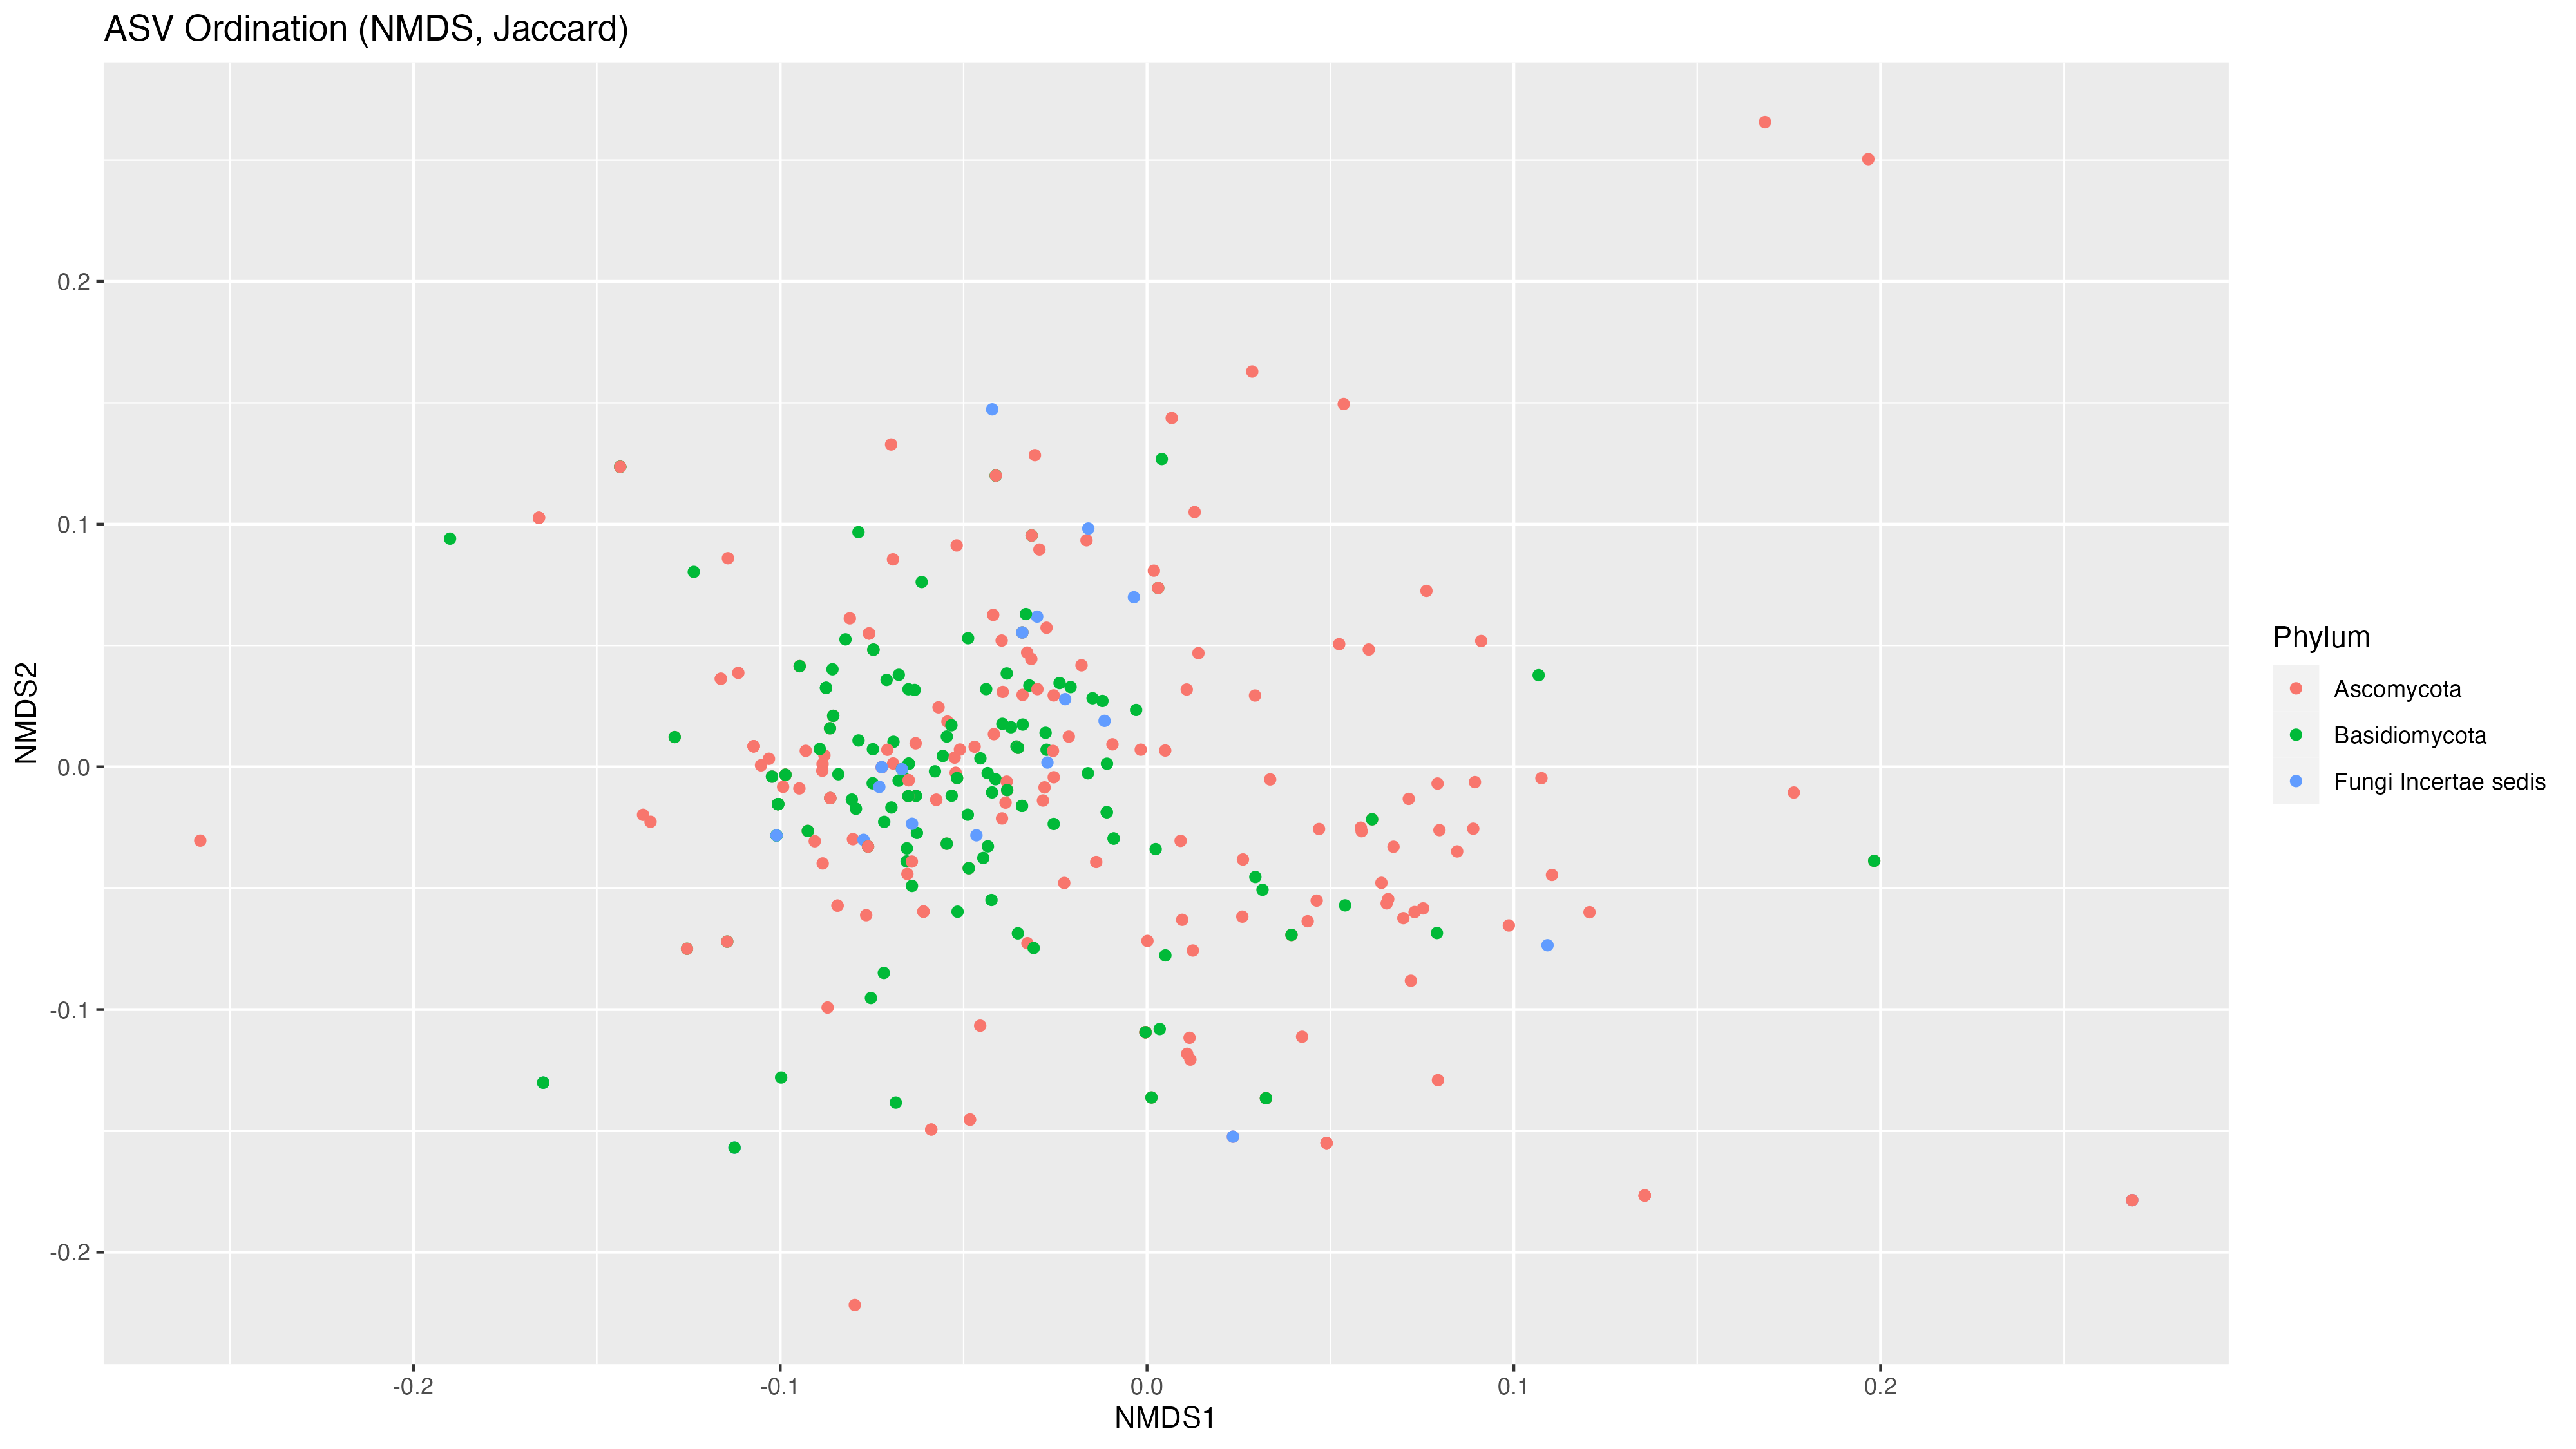 ASV Ordination (NMDS, Jaccard)
NMDS2
0.2
0.1
0.0
-0.1
-0.2
-0.2
-0.1
0.0
0.1
0.2
NMDS1
Phylum
Ascomycota
Basidiomycota
Fungi Incertae sedis